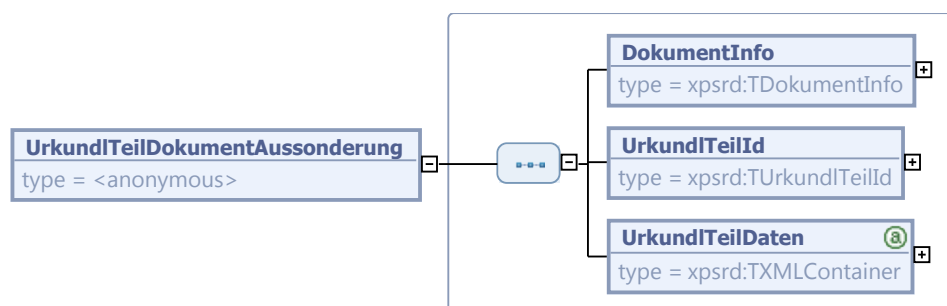 UrkundlTeilDokumentAussonderung
type = <anonymous>
DokumentInfo
type = xpsrd:TDokumentInfo
UrkundlTeilId
type = xpsrd:TUrkundlTeilId
UrkundlTeilDaten a
type = xpsrd:TXMLContainer